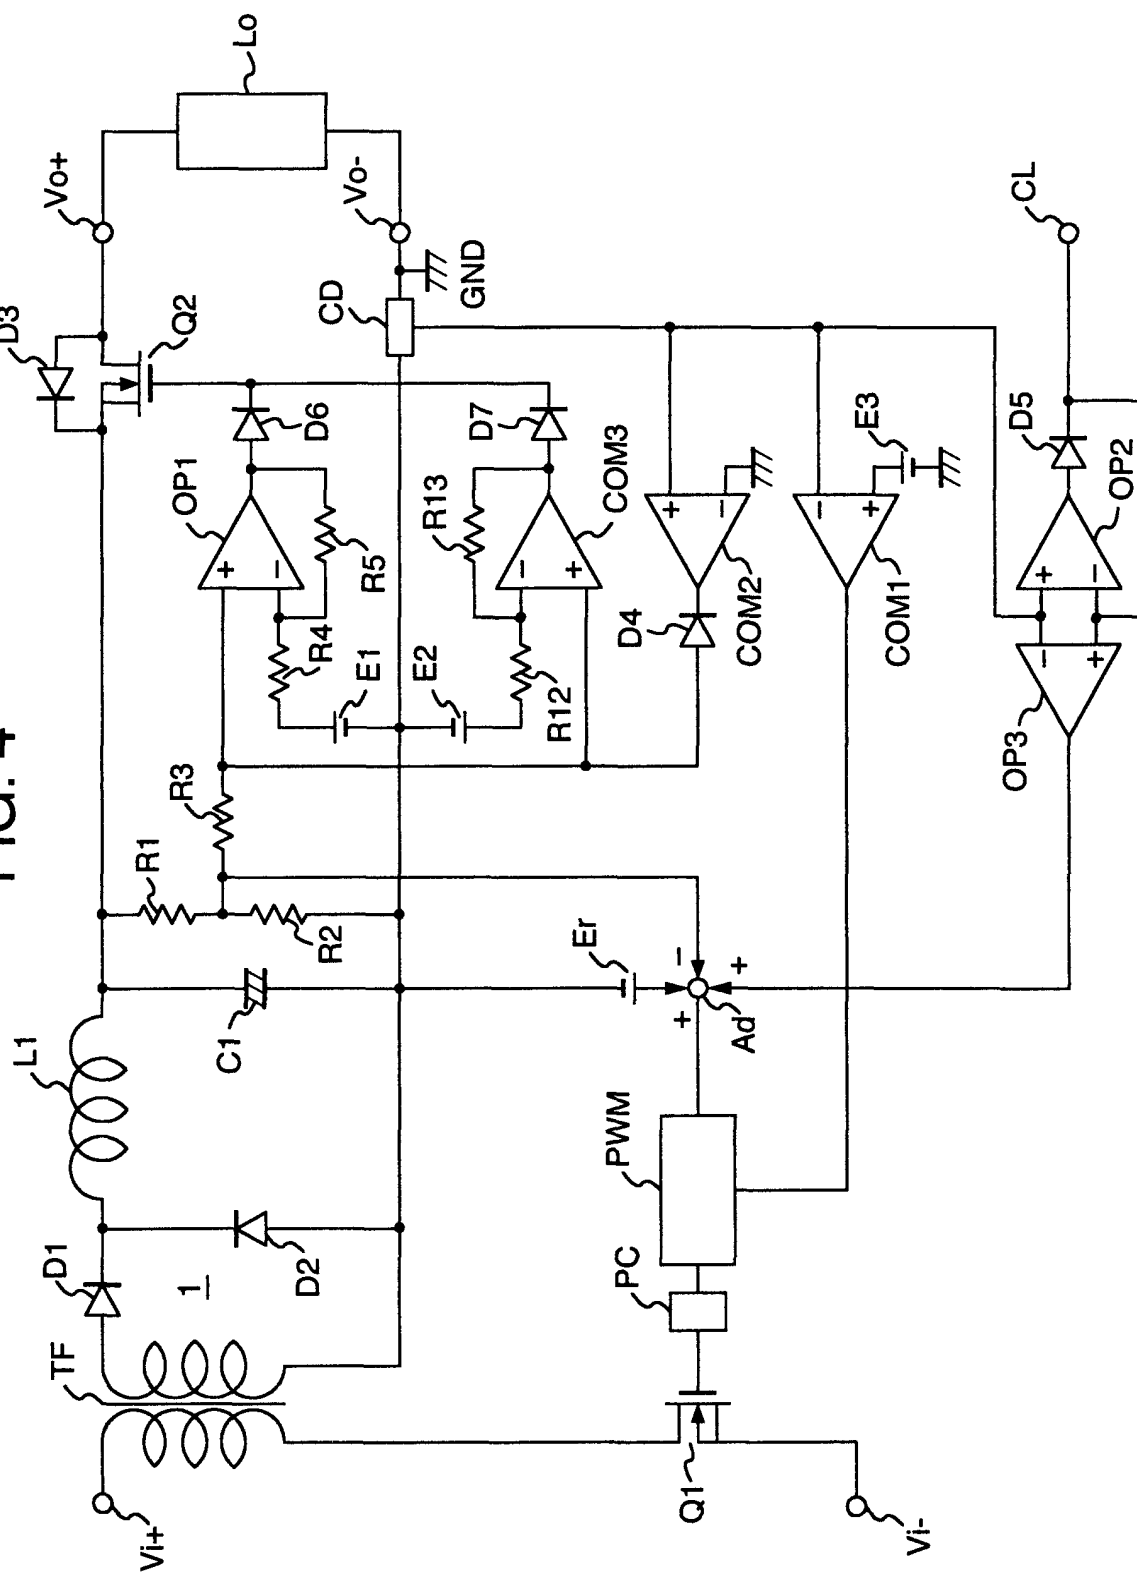 FIG. 4
Vi+
TF
D1
1
D2
L1
C1
R1
R2
R3
R4
R5
E1
E2
R12
R13
OP1
COM3
D6
D7
D3
Q2
Vo+
Lo
Vo-
CD
GND
Q1
Vi-
PC
PWM
Ad
+
-
+
Er
D4
COM2
COM1
E3
OP3
OP2
D5
CL
+
-
-
+
+
-
-
+
-
+
+
-